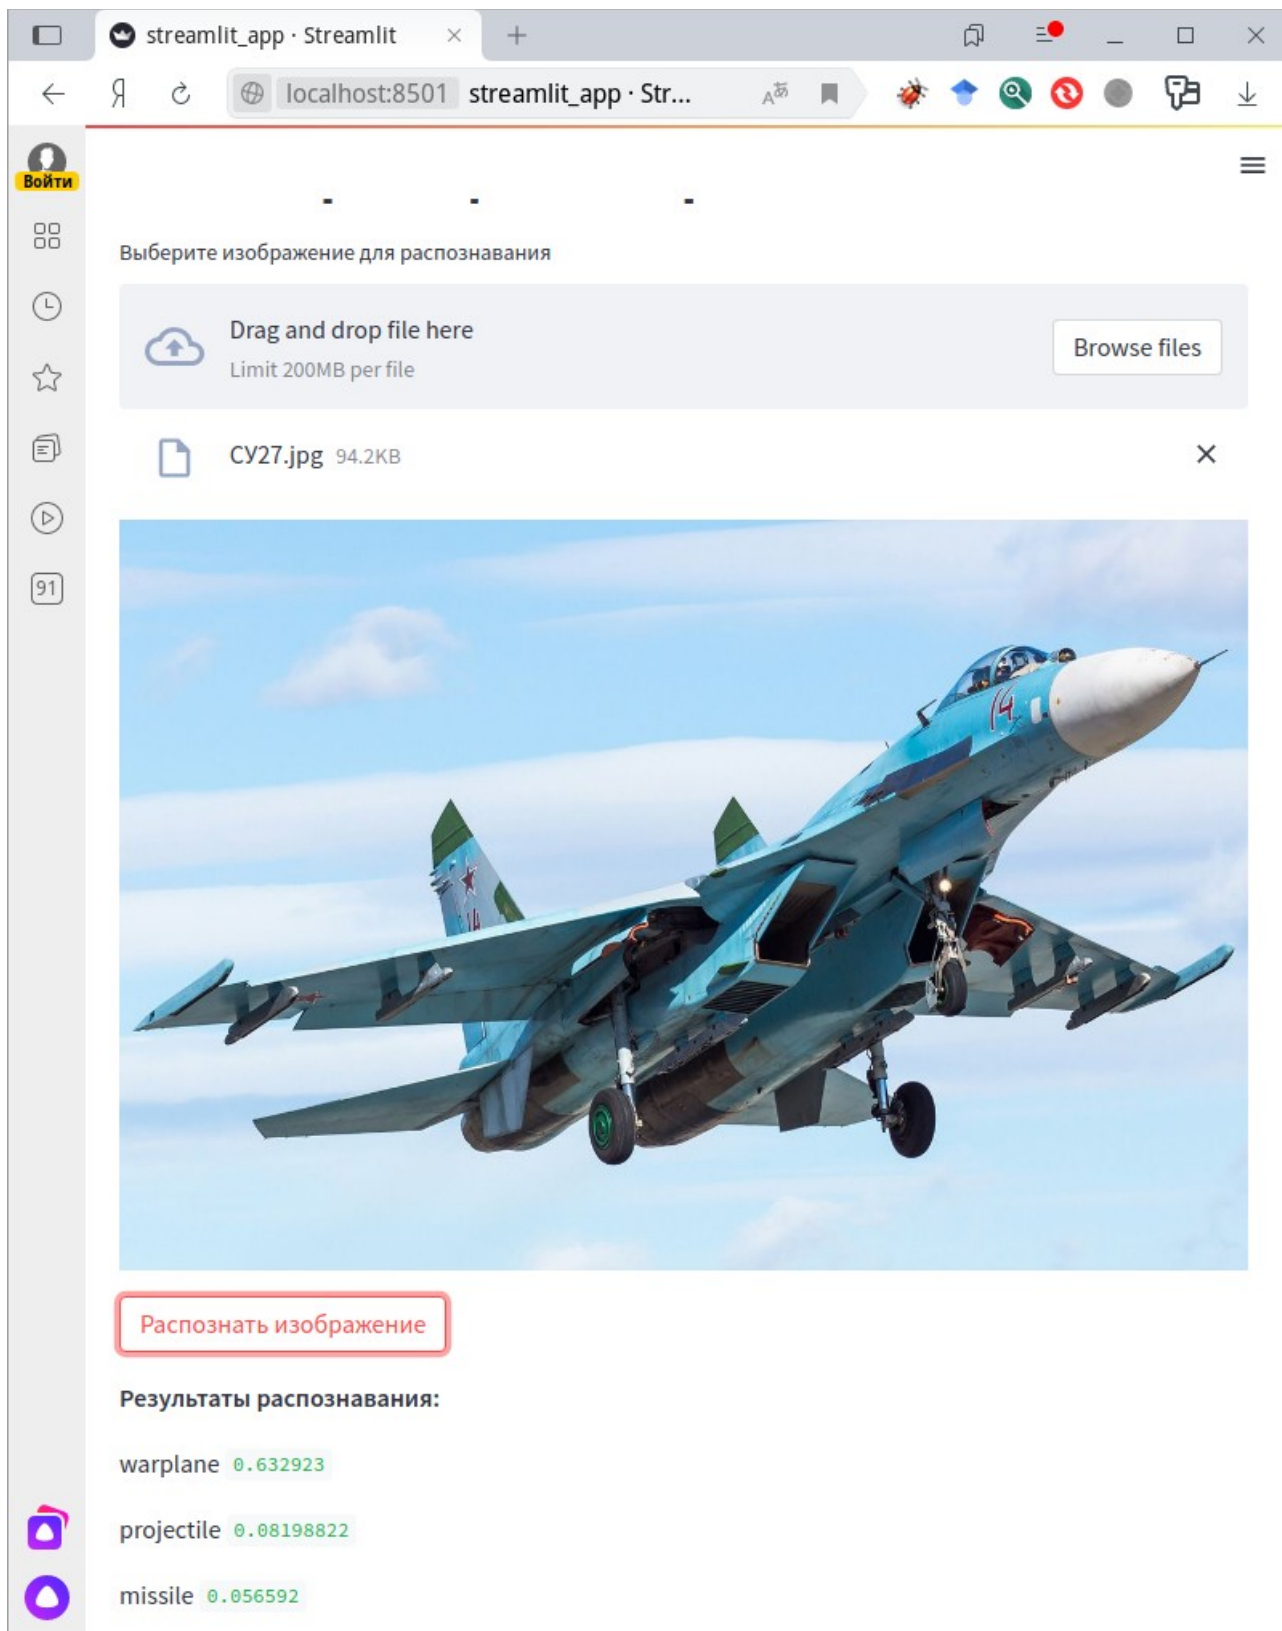 streamlit_app · Streamlit
localhost:8501 streamlit_app · Str...
Войти
91
Выберите изображение для распознавания
Drag and drop file here
Limit 200MB per file
Browse files
СУ27.jpg 94.2KB
14
Распознать изображение
Результаты распознавания:
warplane 0.632923
projectile 0.08198822
missile 0.056592